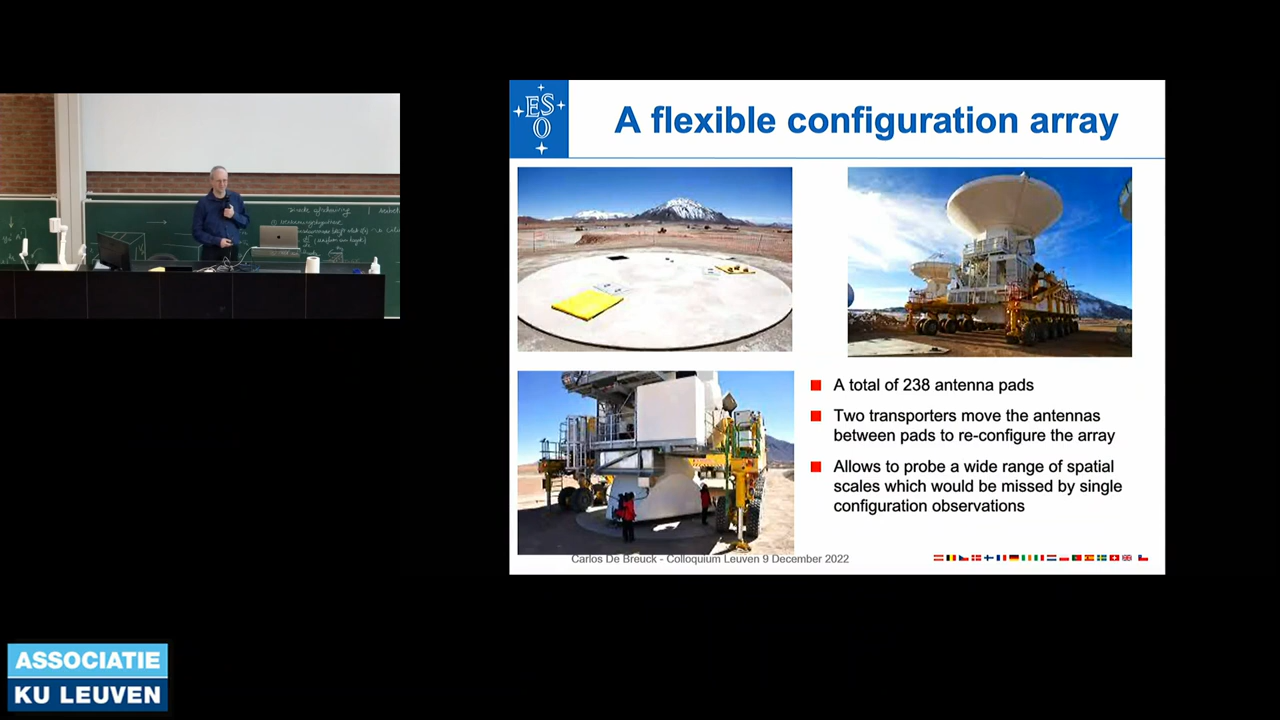 ESO
A flexible configuration array
A total of 238 antenna pads
Two transporters move the antennas
between pads to re-configure the array
Allows to probe a wide range of spatial
scales which would be missed by single
configuration observations
Carlos De Breuck - Colloquium Leuven 9 December 2022
ASSOCIATIE
KU LEUVEN